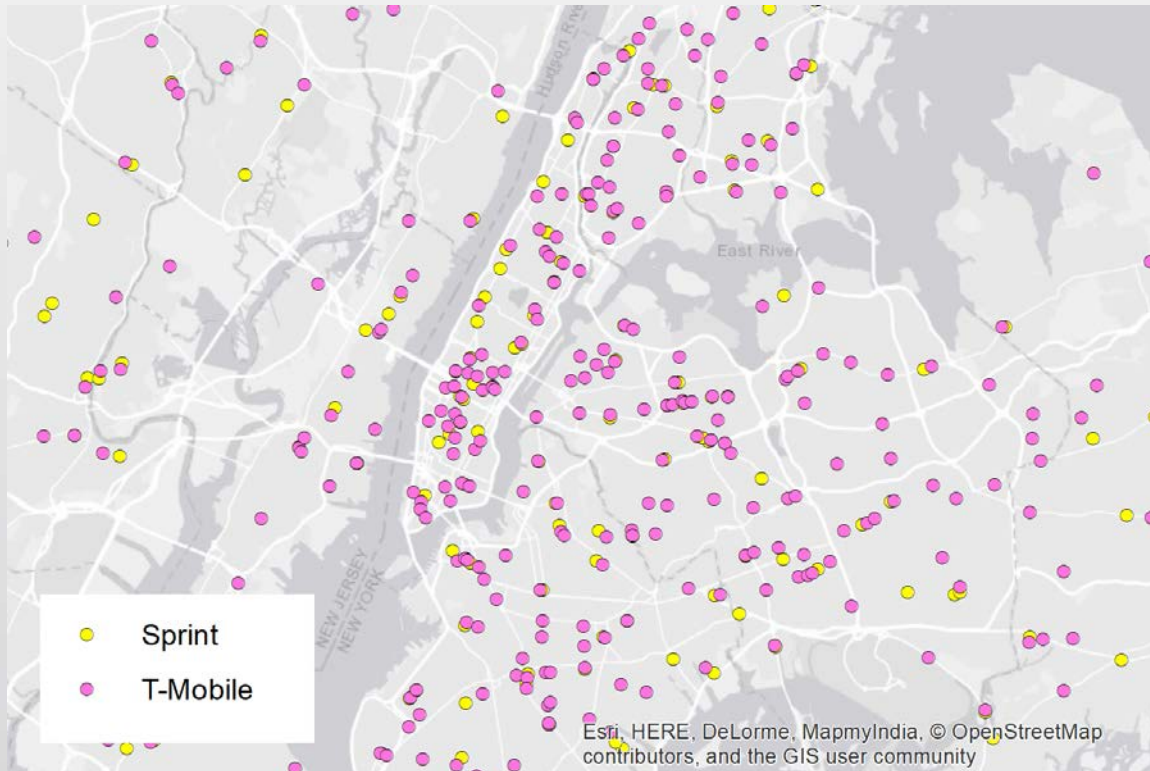 Hudson River
East River
NEW JERSEY
NEW YORK
Sprint
T-Mobile
Esri, HERE, DeLorme, MapmyIndia, © OpenStreetMap
contributors, and the GIS user community